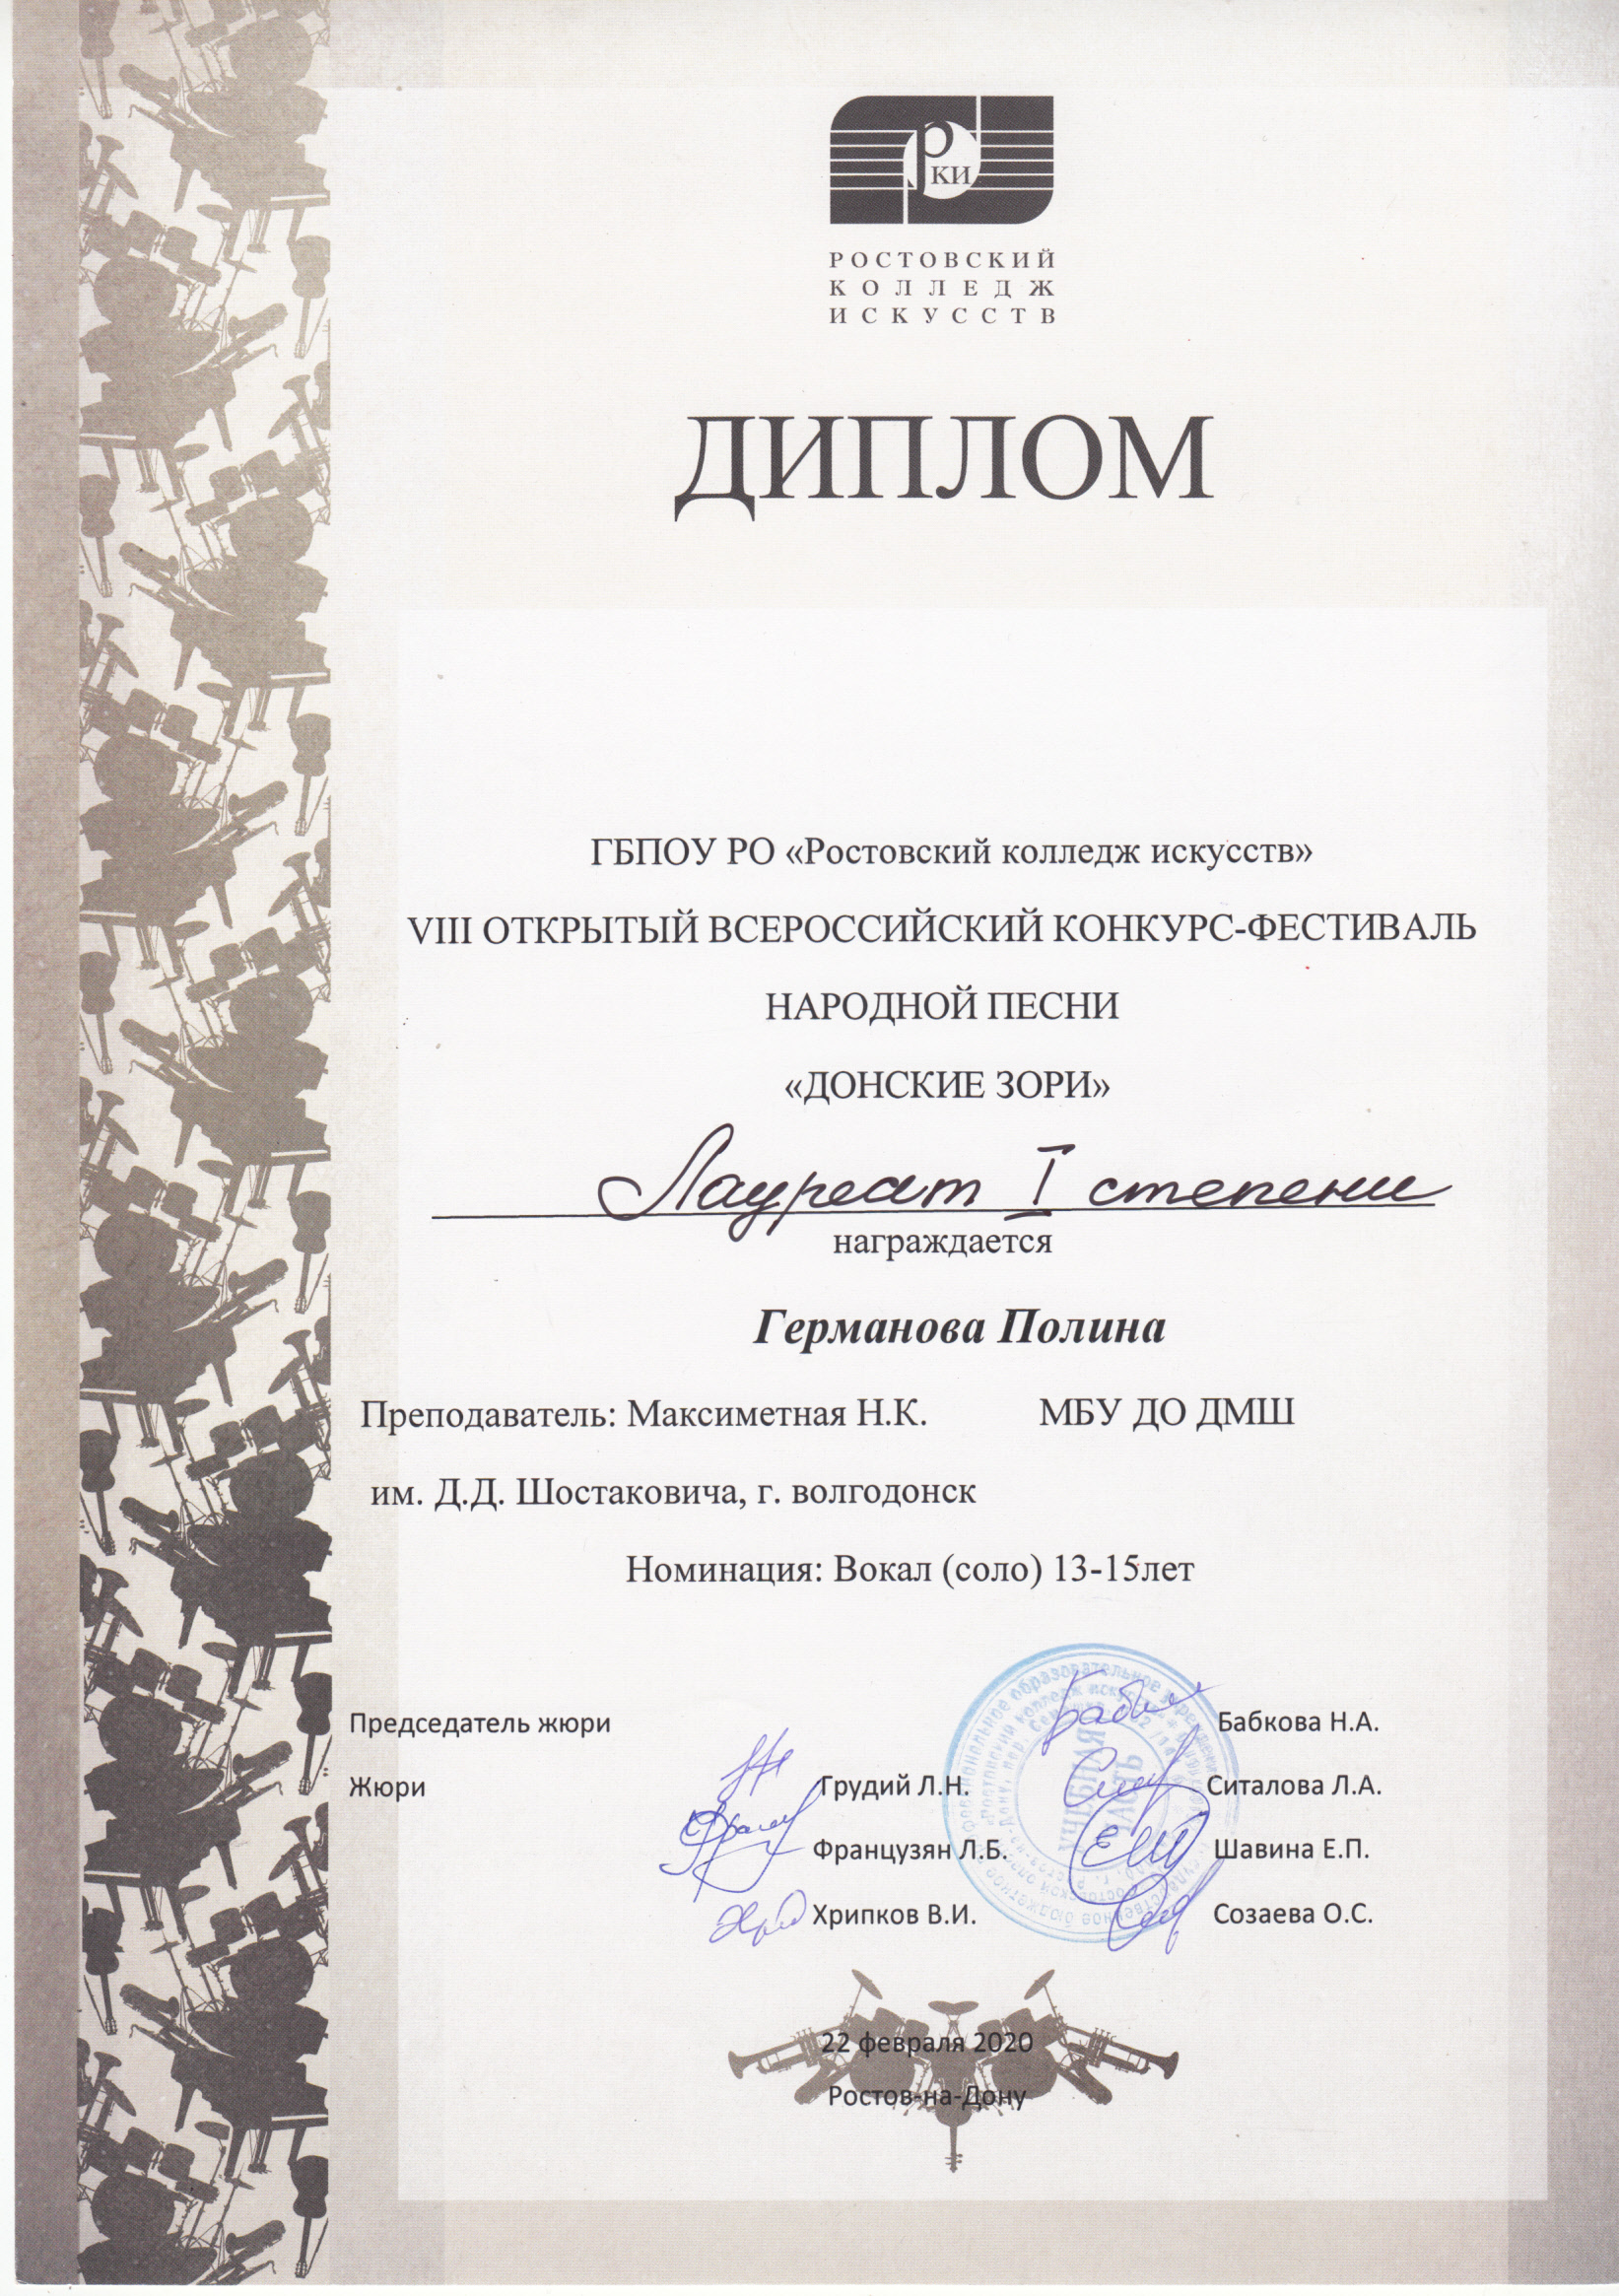 РКИ
РОСТОВСКИЙ
КОЛЛЕДЖ
ИСКУССТВ
ДИПЛОМ
ГБПОУ РО «Ростовский колледж искусств»
VIII ОТКРЫТЫЙ ВСЕРОССИЙСКИЙ КОНКУРС-ФЕСТИВАЛЬ
НАРОДНОЙ ПЕСНИ
«ДОНСКИЕ ЗОРИ»
Лауреат I степени
награждается
Германова Полина
Преподаватель: Максиметная Н.К. МБУ ДО ДМШ
им. Д.Д. Шостаковича, г. волгодонск
Номинация: Вокал (соло) 13-15лет
Председатель жюри Бабкова Н.А.
Жюри Грудий Л.Н. Ситалова Л.А.
Французян Л.Б. Шавина Е.П.
Хрипков В.И. Созаева О.С.
УЧЕБНАЯ
ЧАСТЬ
22 февраля 2020
Ростов-на-Дону